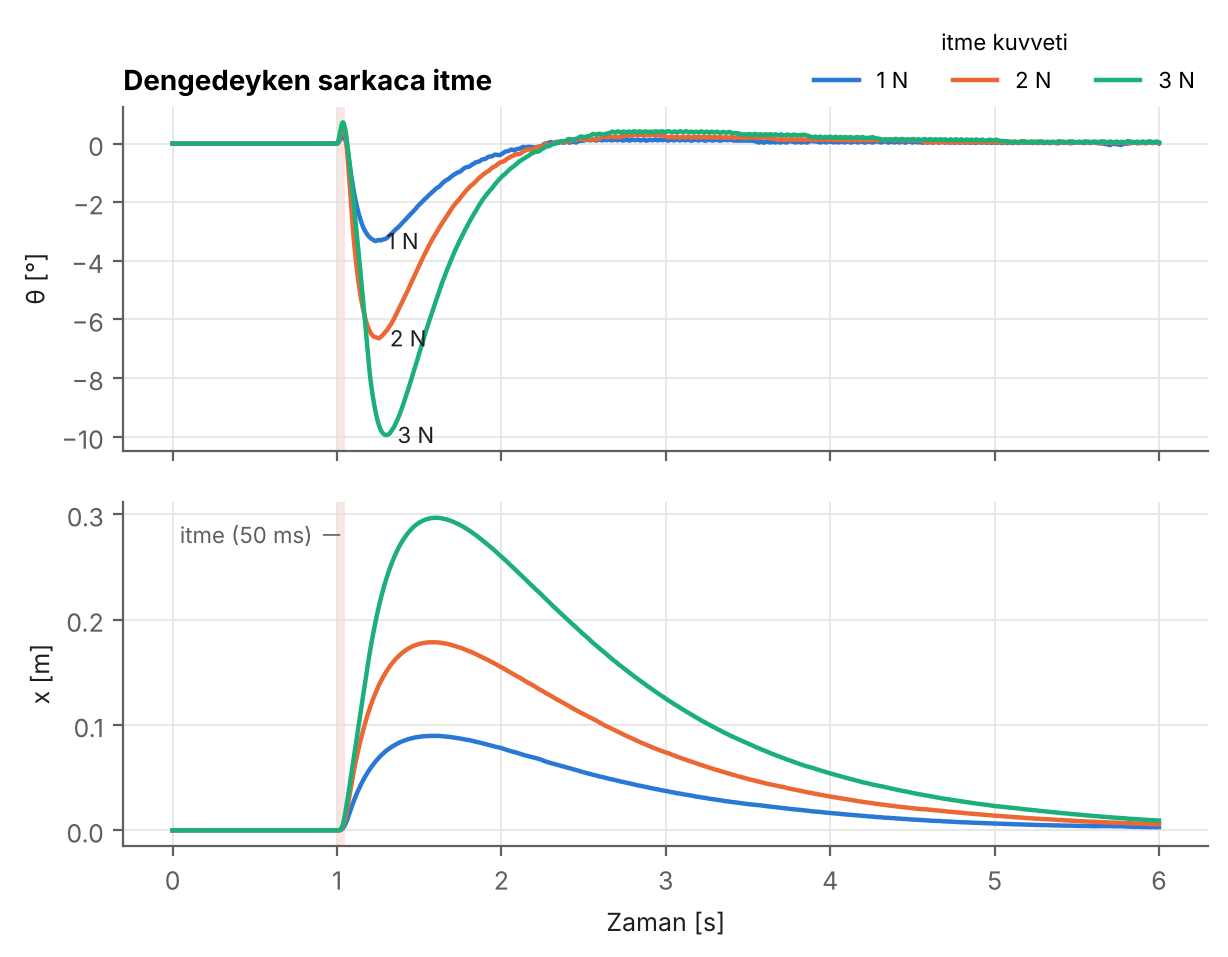 itme kuvveti
Dengedeyken sarkaca itme
1 N 2 N 3 N
θ [°]
0
−2
−4
−6
−8
−10
1 N
2 N
3 N
x [m]
0.3
0.2
0.1
0.0
itme (50 ms)
0 1 2 3 4 5 6
Zaman [s]